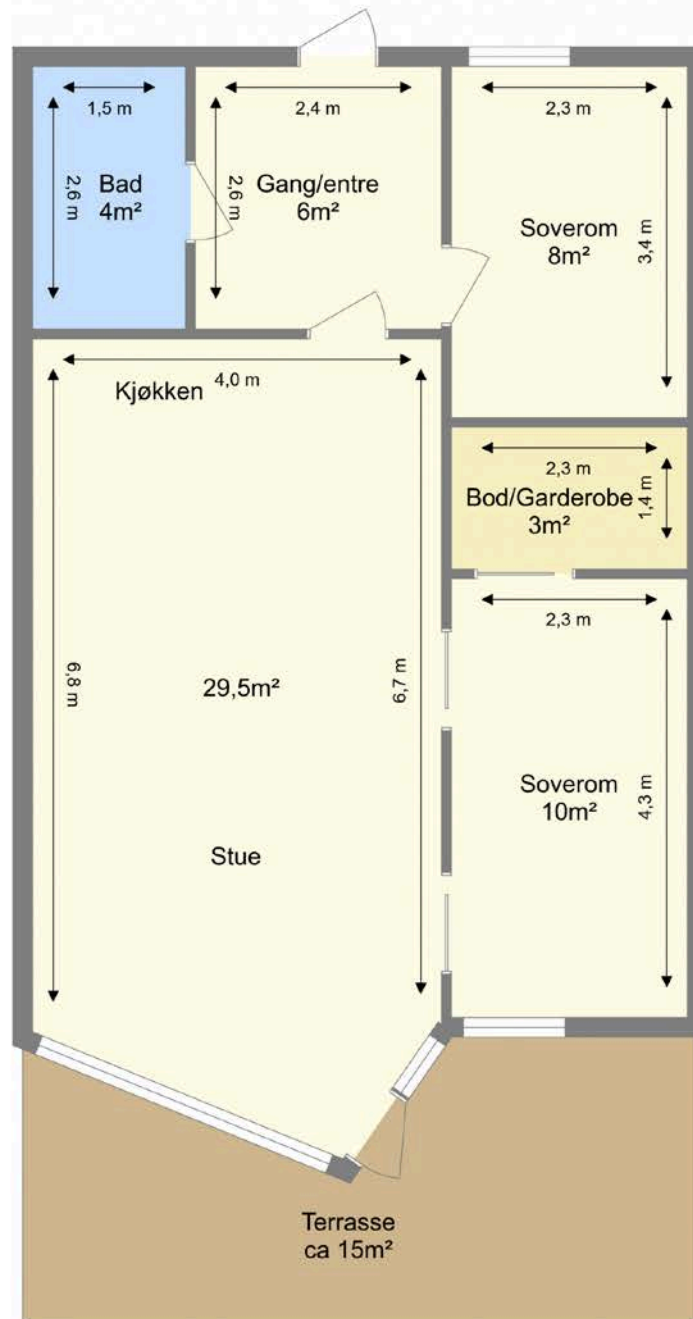 1,5 m
2,6 m
Bad
4m²
2,4 m
2,6 m
Gang/entre
6m²
2,3 m
Soverom
8m²
3,4 m
4,0 m
Kjøkken
2,3 m
Bod/Garderobe
3m²
1,4 m
6,8 m
29,5m²
6,7 m
Stue
2,3 m
Soverom
10m²
4,3 m
Terrasse
ca 15m²